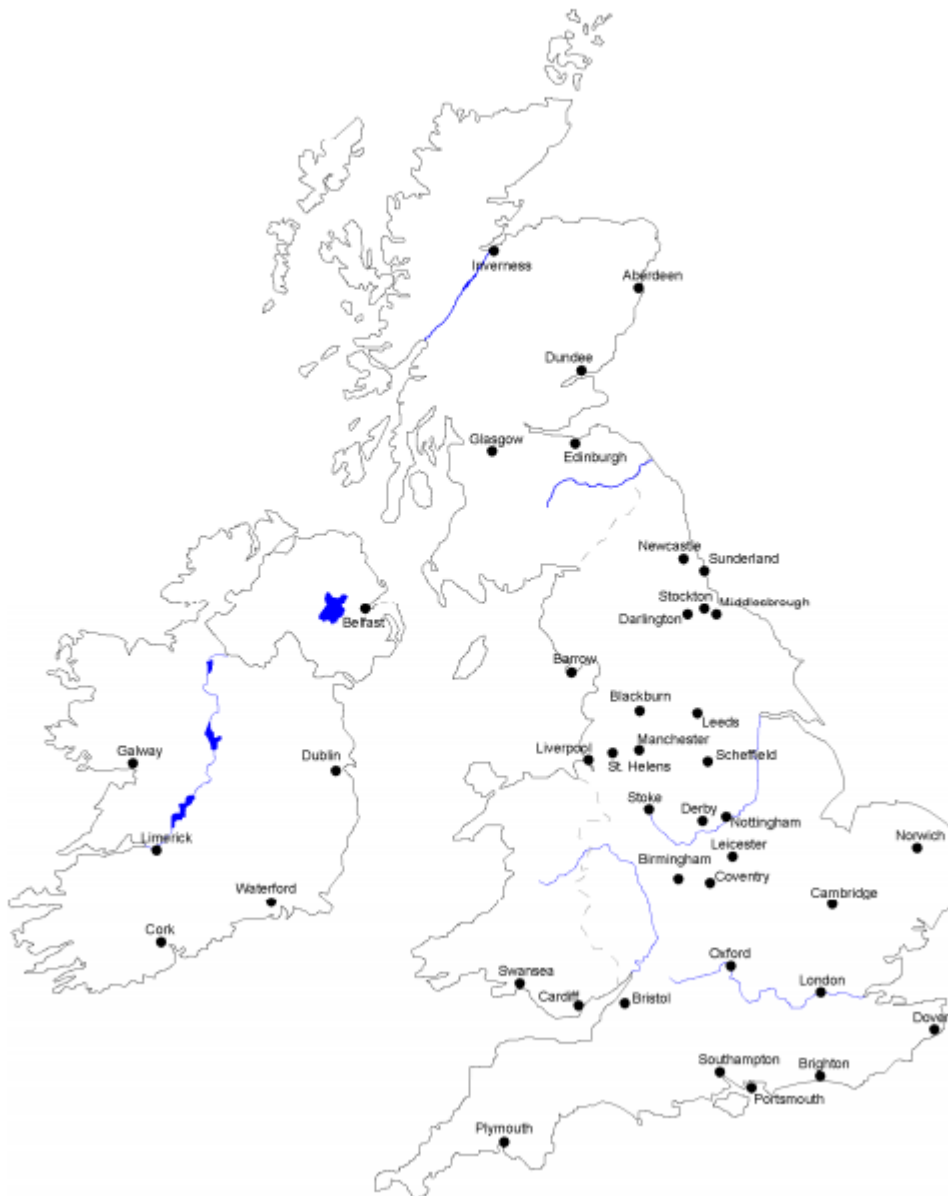 Inverness
Aberdeen
Dundee
Glasgow
Edinburgh
Newcastle
Sunderland
Stockton
Middlesbrough
Darlington
Belfast
Barrow
Blackburn
Leeds
Galway
Dublin
Liverpool
Manchester
St. Helens
Scheffield
Stoke
Derby
Nottingham
Limerick
Leicester
Norwich
Birmingham
Coventry
Waterford
Cambridge
Cork
Oxford
Swansea
London
Cardiff
Bristol
Dover
Southampton
Brighton
Portsmouth
Plymouth